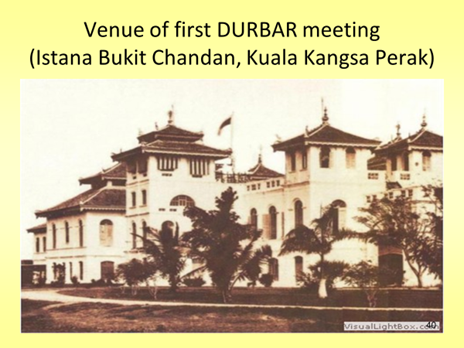 Venue of first DURBAR meeting
(Istana Bukit Chandan, Kuala Kangsa Perak)
VisualLightBox.com
40